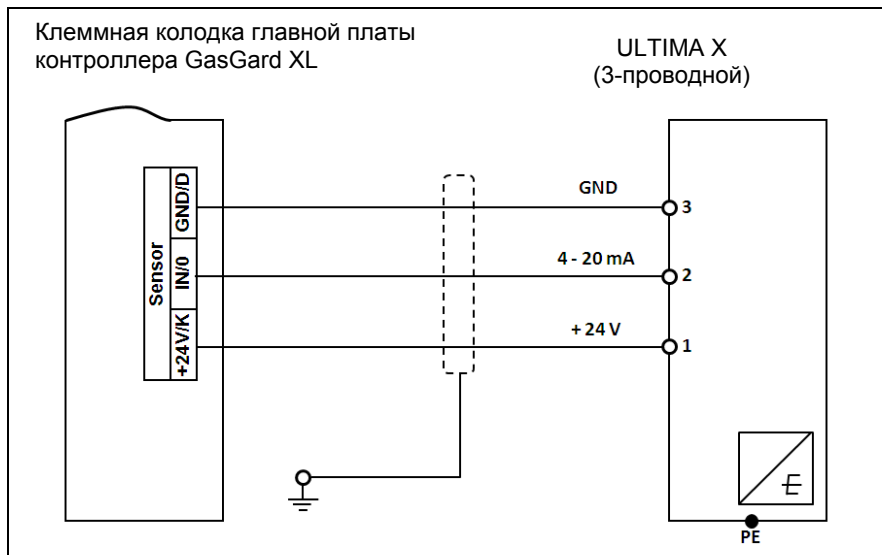 Клеммная колодка главной платы
контроллера GasGard XL
ULTIMA X
(3-проводной)
Sensor
GND/D
IN/0
+24V/K
GND
3
4 - 20 mA
2
+ 24 V
1
E
PE